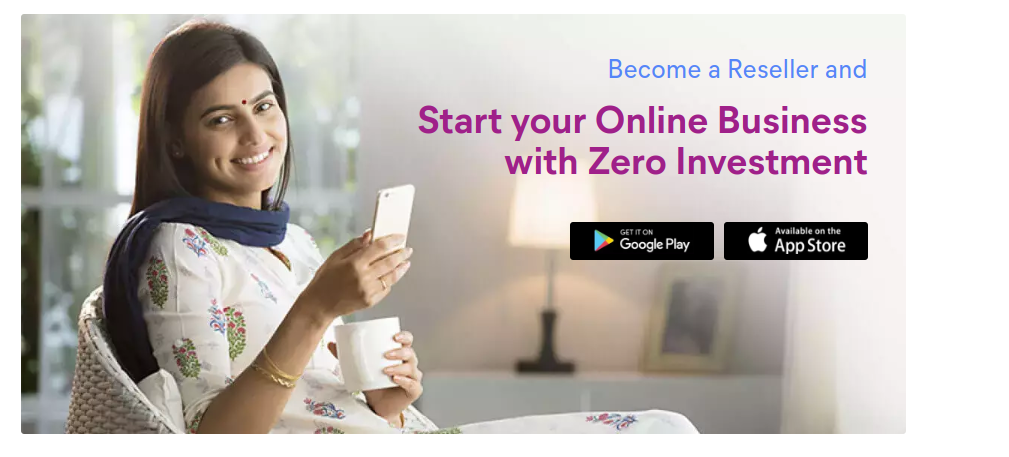 Become a Reseller and
Start your Online Business
with Zero Investment
GET IT ON
Google Play
Available on the
App Store